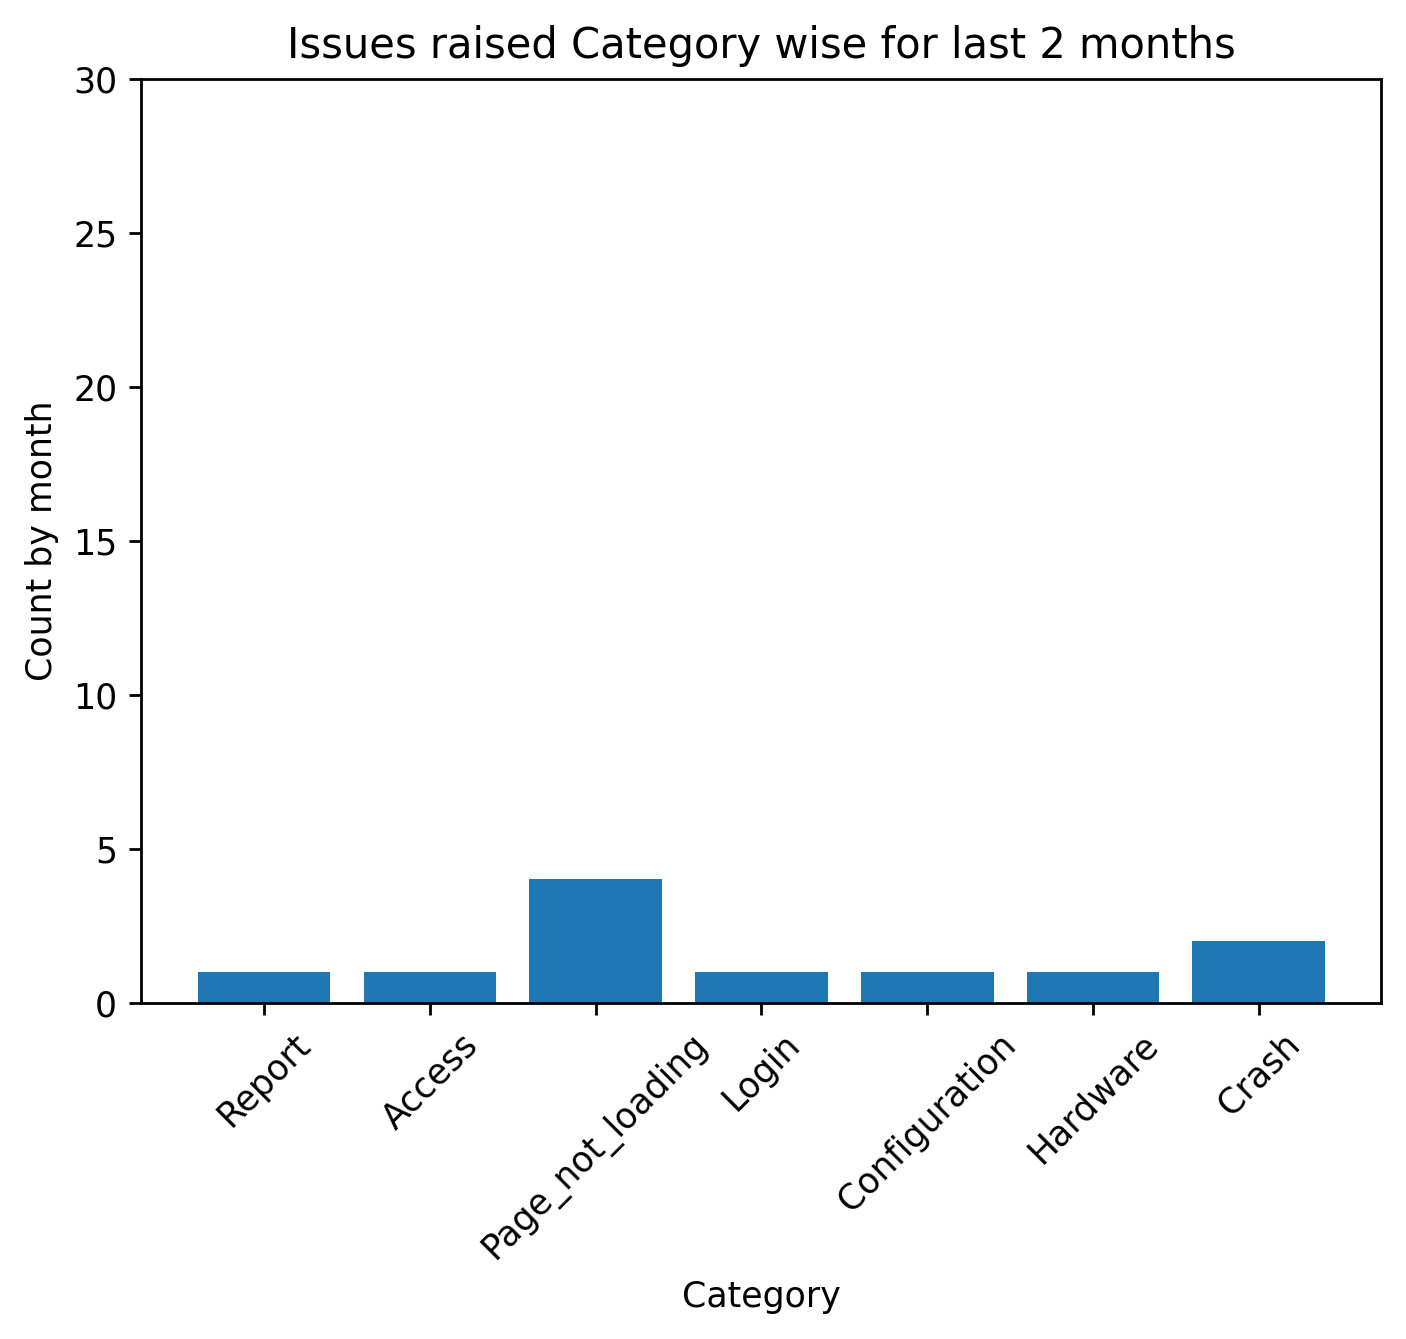 Issues raised Category wise for last 2 months
30
25
20
15
10
5
0
Count by month
Report
Access
Page_not_loading
Login
Configuration
Hardware
Crash
Category